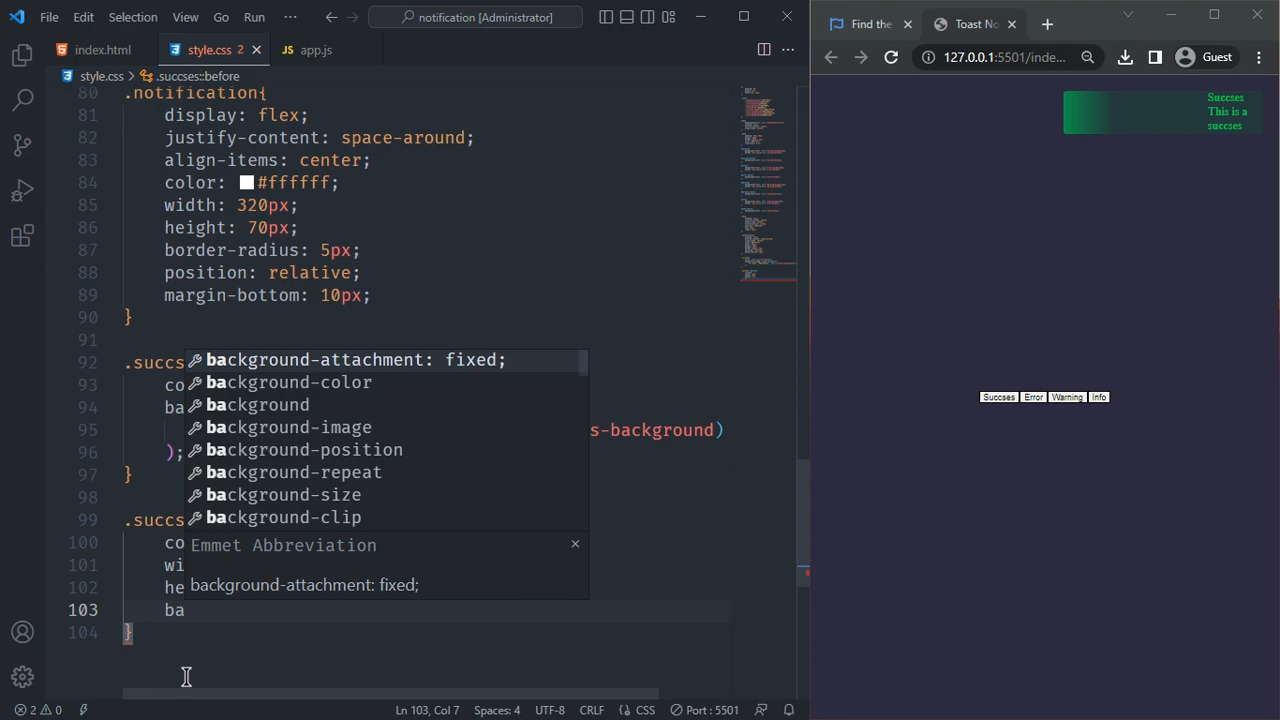 File Edit Selection View Go Run ··· notification [Administrator]
Find the Toast No
index.html style.css 2 app.js
127.0.0.1:5501/inde... Guest
style.css > .succses::before
80 .notification{
81 display: flex;
82 justify-content: space-around;
83 align-items: center;
84 color: #ffffff;
85 width: 320px;
86 height: 70px;
87 border-radius: 5px;
88 position: relative;
89 margin-bottom: 10px;
90 }
91
92 .succs
93 co
94 ba
95 s-background)
96 );
97 }
98
99 .succs
100 co
101 wi
102 he
103 ba
104 }
background-attachment: fixed;
background-color
background
background-image
background-position
background-repeat
background-size
background-clip
Emmet Abbreviation
background-attachment: fixed;
Succses
This is a
succses
Succses Error Warning Info
2 0 Ln 103, Col 7 Spaces: 4 UTF-8 CRLF {} CSS Port : 5501